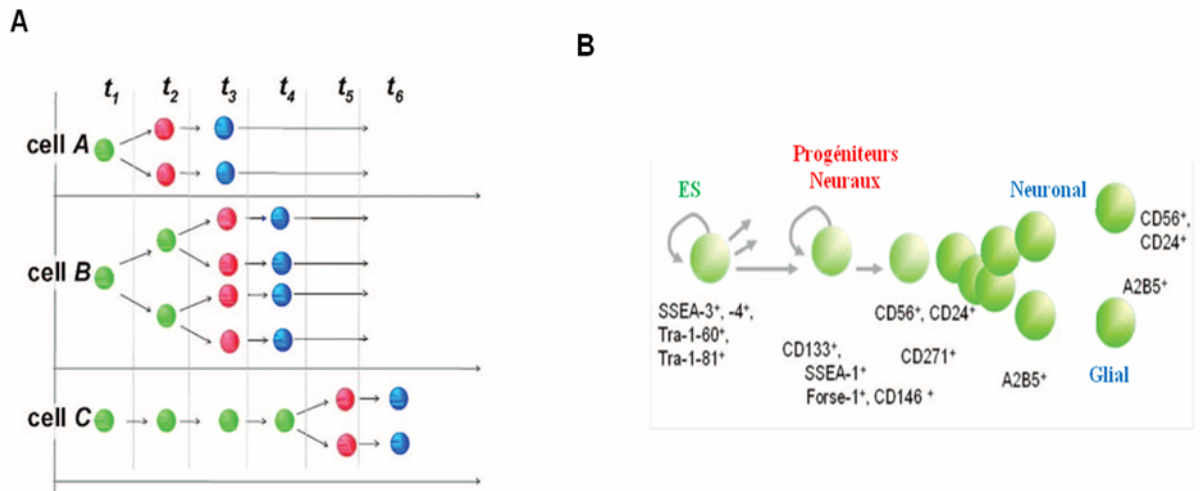 A
t1 t2 t3 t4 t5 t6
cell A
cell B
cell C
B
ES
Progéniteurs
Neuraux
Neuronal
Glial
SSEA-3⁺, -4⁺,
Tra-1-60⁺,
Tra-1-81⁺
CD133⁺,
SSEA-1⁺
Forse-1⁺, CD146 ⁺
CD56⁺, CD24⁺
CD271⁺
A2B5⁺
CD56⁺,
CD24⁺
A2B5⁺